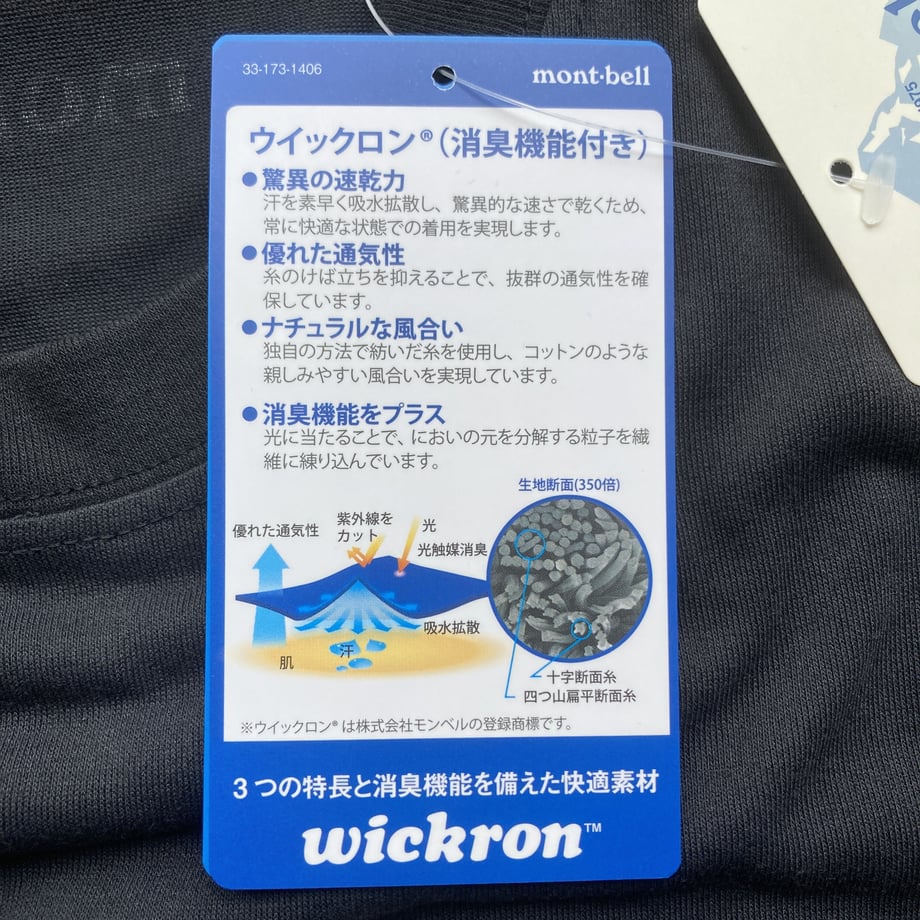 33-173-1406
mont-bell
ウイックロン®(消臭機能付き)
●驚異の速乾力
汗を素早く吸水拡散し、驚異的な速さで乾くため、
常に快適な状態での着用を実現します。
●優れた通気性
糸のけば立ちを抑えることで、抜群の通気性を確
保しています。
●ナチュラルな風合い
独自の方法で紡いだ糸を使用し、コットンのような
親しみやすい風合いを実現しています。
●消臭機能をプラス
光に当たることで、においの元を分解する粒子を繊
維に練り込んでいます。
生地断面(350倍)
優れた通気性
紫外線を
カット
光
光触媒消臭
吸水拡散
汗
肌
十字断面糸
四つ山扁平断面糸
※ウイックロン®は株式会社モンベルの登録商標です。
3つの特長と消臭機能を備えた快適素材
wickron™